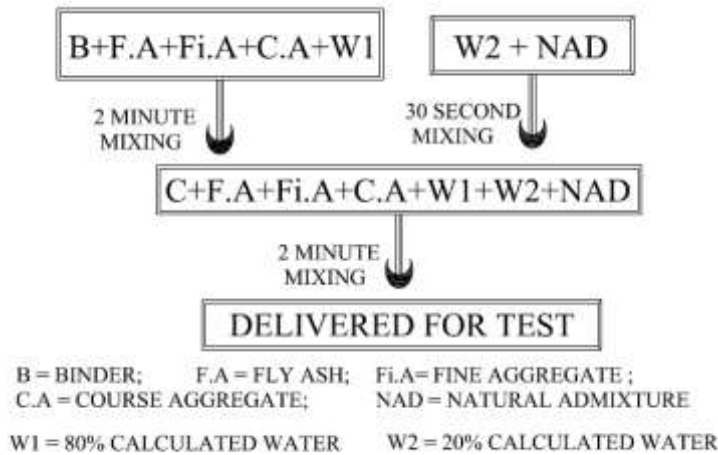 B+F.A+Fi.A+C.A+W1
W2 + NAD
2 MINUTE
MIXING
30 SECOND
MIXING
C+F.A+Fi.A+C.A+W1+W2+NAD
2 MINUTE
MIXING
DELIVERED FOR TEST
B = BINDER; F.A = FLY ASH; Fi.A= FINE AGGREGATE ;
C.A = COURSE AGGREGATE; NAD = NATURAL ADMIXTURE
W1 = 80% CALCULATED WATER W2 = 20% CALCULATED WATER